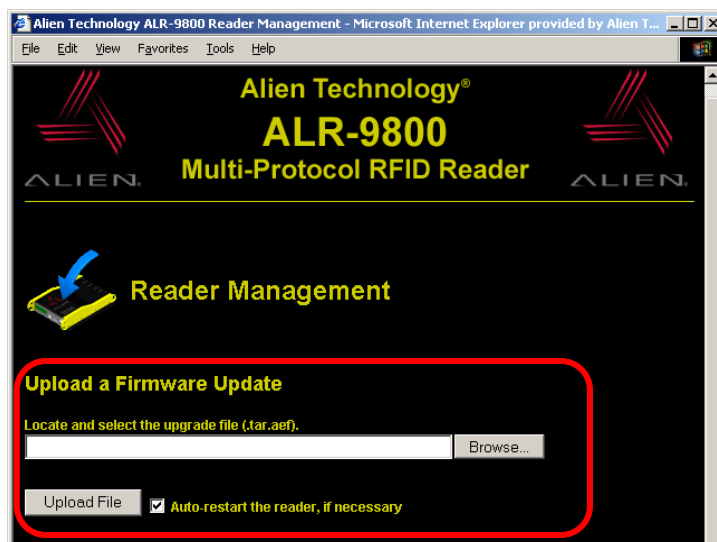 Alien Technology ALR-9800 Reader Management - Microsoft Internet Explorer provided by Alien T...
File Edit View Favorites Tools Help
Alien Technology®
ALR-9800
Multi-Protocol RFID Reader
ALIEN. ALIEN.
Reader Management
Upload a Firmware Update
Locate and select the upgrade file (.tar.aef).
Browse...
Upload File Auto-restart the reader, if necessary